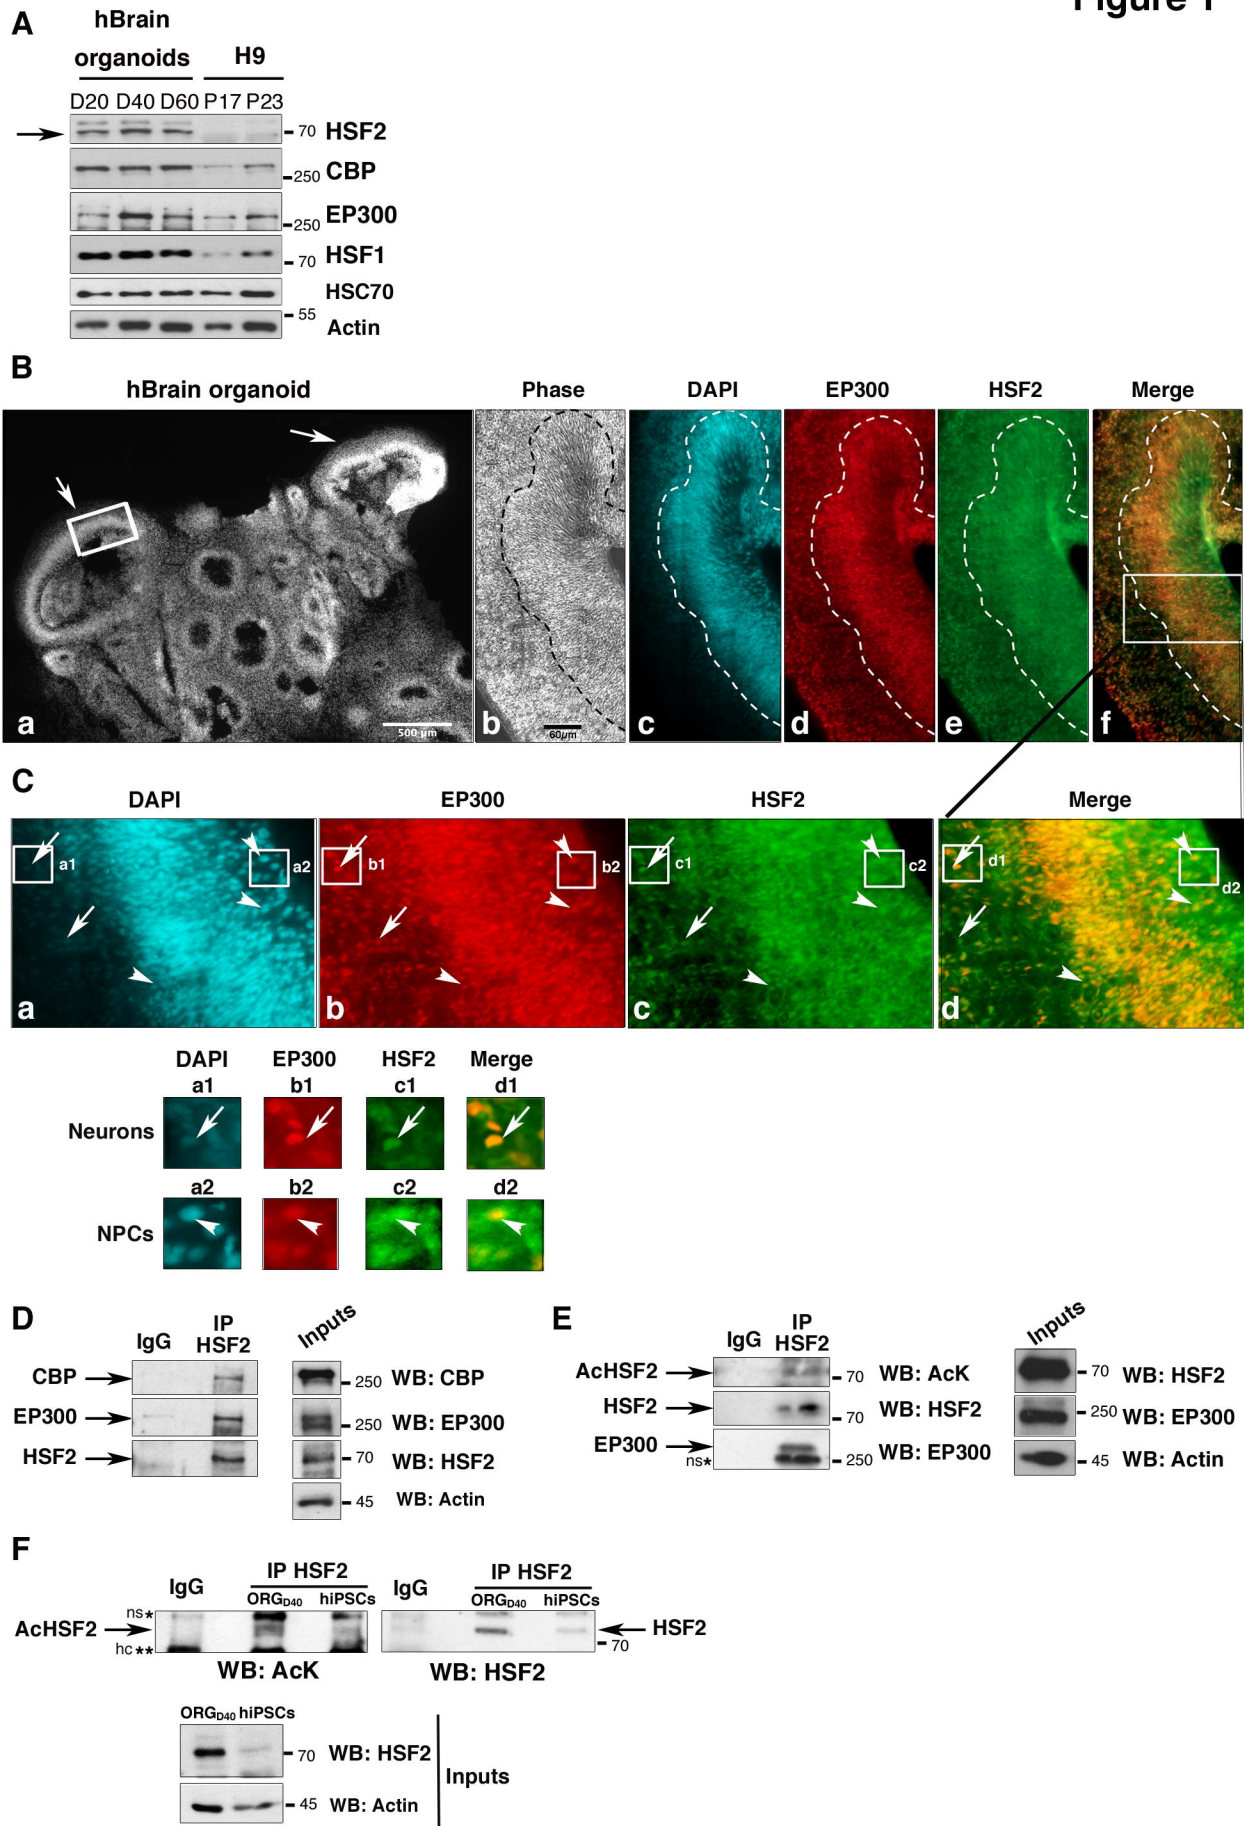 Figure 1
A
hBrain
organoids H9
D20 D40 D60 P17 P23
70 HSF2
250 CBP
250 EP300
70 HSF1
HSC70
55
Actin
B
hBrain organoid Phase DAPI EP300 HSF2 Merge
a 500 µm b 60µm c d e f
C
DAPI EP300 HSF2 Merge
a1 a2 b1 b2 c1 c2 d1 d2
a b c d
DAPI EP300 HSF2 Merge
a1 b1 c1 d1
Neurons
a2 b2 c2 d2
NPCs
D
IgG IP HSF2 Inputs
CBP 250 WB: CBP
EP300 250 WB: EP300
HSF2 70 WB: HSF2
45 WB: Actin
E
IgG IP HSF2 Inputs
AcHSF2 70 WB: AcK 70 WB: HSF2
HSF2 70 WB: HSF2 250 WB: EP300
EP300 ns* 250 WB: EP300 45 WB: Actin
F
IgG IP HSF2 IgG IP HSF2
ORGD40 hiPSCs ORGD40 hiPSCs
ns*
AcHSF2 HSF2
hc ** 70
WB: AcK WB: HSF2
ORGD40 hiPSCs
70 WB: HSF2
Inputs
45 WB: Actin